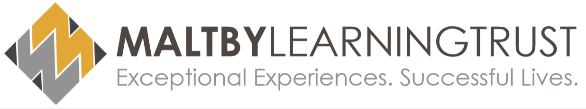 MALTBYLEARNINGTRUST
Exceptional Experiences. Successful Lives.